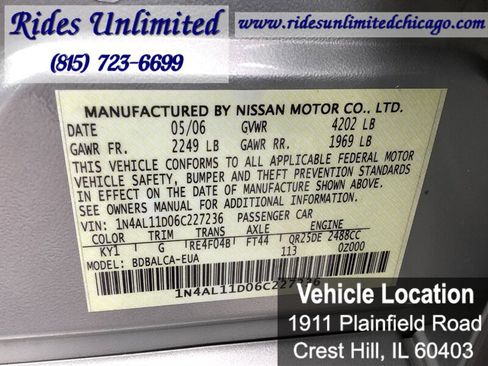 Rides Unlimited
(815) 723-6699
www.ridesunlimitedchicago.com
MANUFACTURED BY NISSAN MOTOR CO., LTD.
DATE 05/06 GVWR 4202 LB
GAWR FR. 2249 LB GAWR RR. 1969 LB
THIS VEHICLE CONFORMS TO ALL APPLICABLE FEDERAL MOTOR
VEHICLE SAFETY, BUMPER AND THEFT PREVENTION STANDARDS
IN EFFECT ON THE DATE OF MANUFACTURE SHOWN ABOVE.
SEE OWNERS MANUAL FOR ADDITIONAL INFORMATION.
VIN: 1N4AL11D06C227236 PASSENGER CAR
COLOR TRIM TRANS AXLE ENGINE
KY1 G RE4F04B FT44 QR25DE 2488CC
MODEL: BDBALCA-EUA 113 0Z000
1N4AL11D06C227236
Vehicle Location
1911 Plainfield Road
Crest Hill, IL 60403